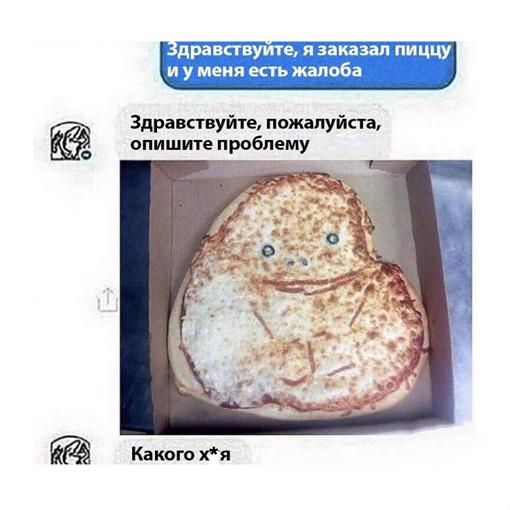 Здравствуйте, я заказал пиццу
и у меня есть жалоба
Здравствуйте, пожалуйста,
опишите проблему
Какого х*я